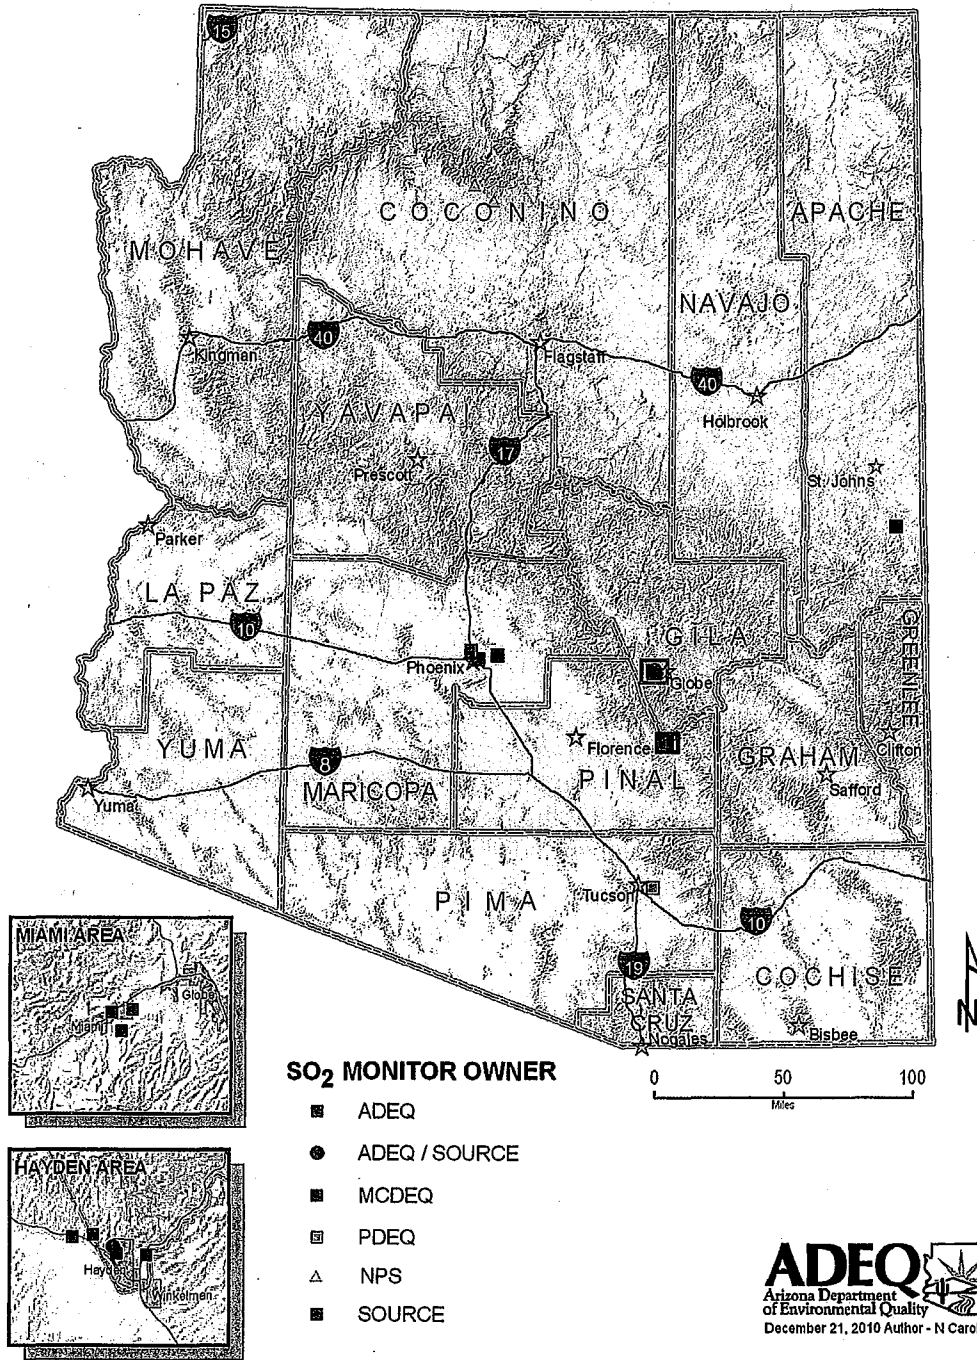 15
COCONINO
APACHE
MOHAVE
NAVAJO
40
Kingman
Flagstaff
40
Holbrook
YAVAPAI
17
Prescott
St. Johns
Parker
LA PAZ
10
GILA
GREENLEE
Phoenix
Globe
YUMA
Florence
Clifton
GRAHAM
8
MARICOPA
PINAL
Safford
Yuma
PIMA
Tucson
10
19
COCHISE
SANTA
CRUZ
Nogales
Bisbee
MIAMI AREA
Globe
Miami
HAYDEN AREA
Hayden
Winkelman
SO2 MONITOR OWNER
ADEQ
ADEQ / SOURCE
MCDEQ
PDEQ
NPS
SOURCE
0 50 100
Miles
N
ADEQ
Arizona Department
of Environmental Quality
December 21, 2010 Author - N Caro